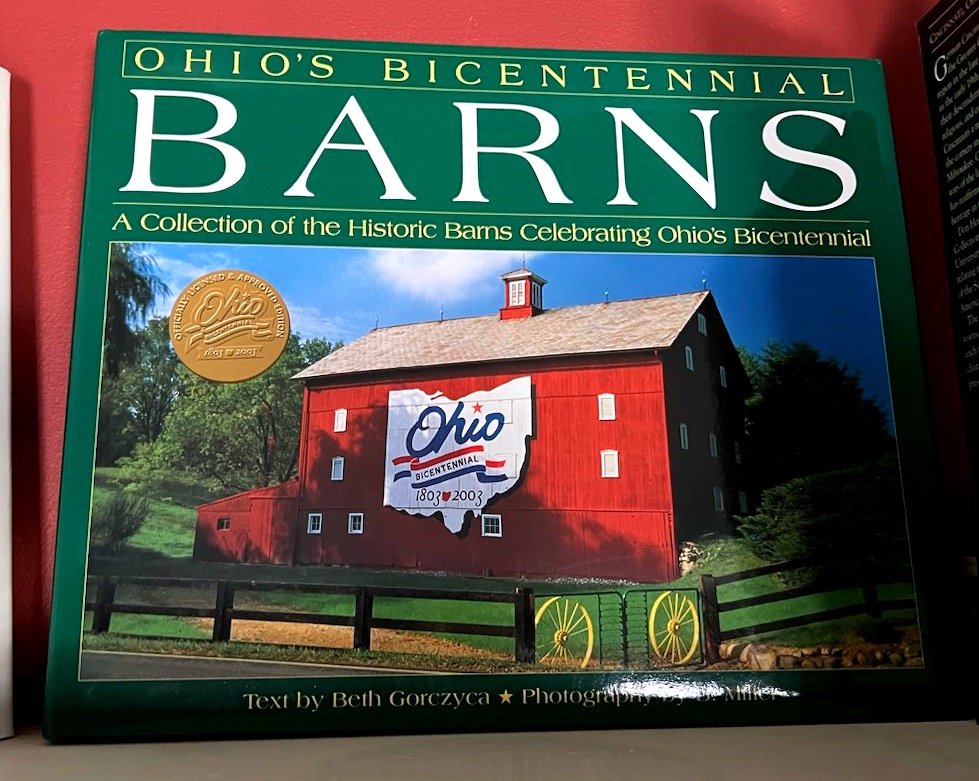 OHIO'S BICENTENNIAL
BARNS
A Collection of the Historic Barns Celebrating Ohio's Bicentennial
OFFICIALLY LICENSED & APPROVED EDITION
Ohio
BICENTENNIAL
1803 2003
Ohio
BICENTENNIAL
1803 2003
Text by Beth Gorczyca ★ Photography by B. Miller